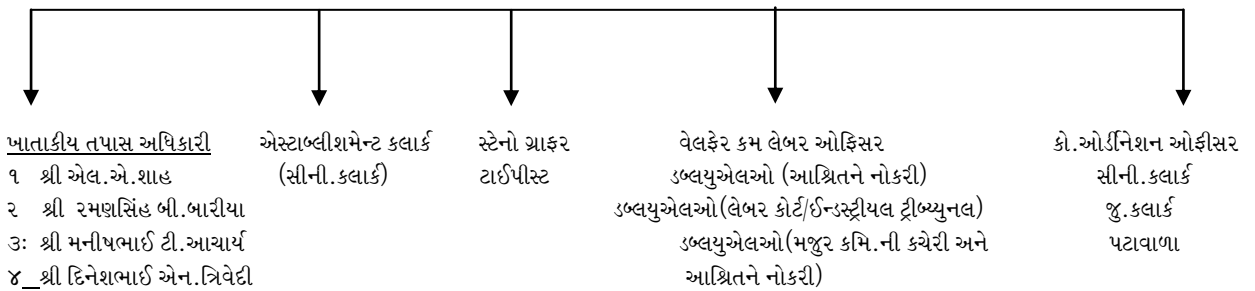 ખાતાકીય તપાસ અધિકારી
૧ શ્રી એલ.એ.શાહ
૨ શ્રી રમણસિંહ બી.બારીયા
૩ઃ શ્રી મનીષભાઈ ટી.આચાર્ય
૪_શ્રી દિનેશભાઈ એન.ત્રિવેદી
એસ્ટાબ્લીશમેન્ટ કલાર્ક
(સીની.કલાર્ક)
સ્ટેનો ગ્રાફર
ટાઈપીસ્ટ
વેલફેર કમ લેબર ઓફિસર
ડબ્લયુએલઓ (આશ્રિતને નોકરી)
ડબ્લયુએલઓ(લેબર કોર્ટ/ઈન્ડસ્ટ્રીયલ ટ્રીબ્યુનલ)
ડબ્લયુએલઓ(મજુર કમિ.ની કચેરી અને
આશ્રિતને નોકરી)
કો.ઓર્ડીનેશન ઓફીસર
સીની.કલાર્ક
જુ.કલાર્ક
પટાવાળા